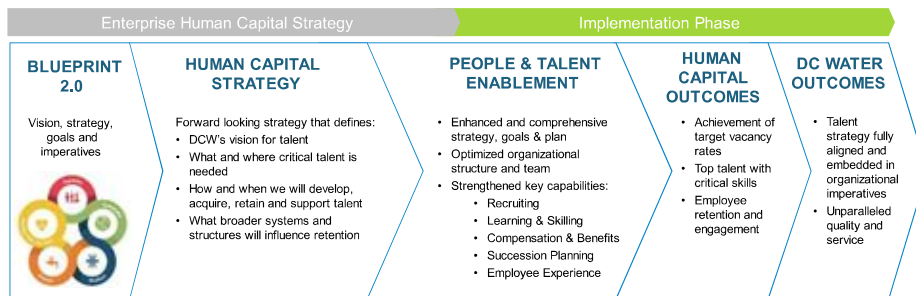 Enterprise Human Capital Strategy
Implementation Phase
BLUEPRINT
2.0
Vision, strategy,
goals and
imperatives
HUMAN CAPITAL
STRATEGY
Forward looking strategy that defines:
• DCW's vision for talent
• What and where critical talent is
needed
• How and when we will develop,
acquire, retain and support talent
• What broader systems and
structures will influence retention
PEOPLE & TALENT
ENABLEMENT
• Enhanced and comprehensive
strategy, goals & plan
• Optimized organizational
structure and team
• Strengthened key capabilities:
• Recruiting
• Learning & Skilling
• Compensation & Benefits
• Succession Planning
• Employee Experience
HUMAN
CAPITAL
OUTCOMES
• Achievement of
target vacancy
rates
• Top talent with
critical skills
• Employee
retention and
engagement
DC WATER
OUTCOMES
• Talent
strategy fully
aligned and
embedded in
organizational
imperatives
• Unparalleled
quality and
service